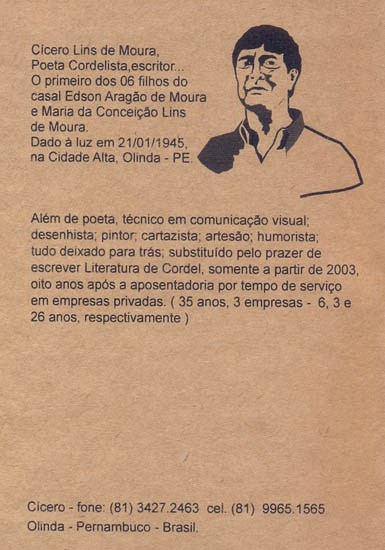 Cícero Lins de Moura,
Poeta Cordelista,escritor...
O primeiro dos 06 filhos do
casal Edson Aragão de Moura
e Maria da Conceição Lins
de Moura.
Dado à luz em 21/01/1945,
na Cidade Alta, Olinda - PE.
Além de poeta, técnico em comunicação visual;
desenhista; pintor; cartazista; artesão; humorista;
tudo deixado para trás; substituído pelo prazer de
escrever Literatura de Cordel, somente a partir de 2003,
oito anos após a aposentadoria por tempo de serviço
em empresas privadas. ( 35 anos, 3 empresas - 6, 3 e
26 anos, respectivamente )
Cícero - fone: (81) 3427.2463 cel. (81) 9965.1565
Olinda - Pernambuco - Brasil.